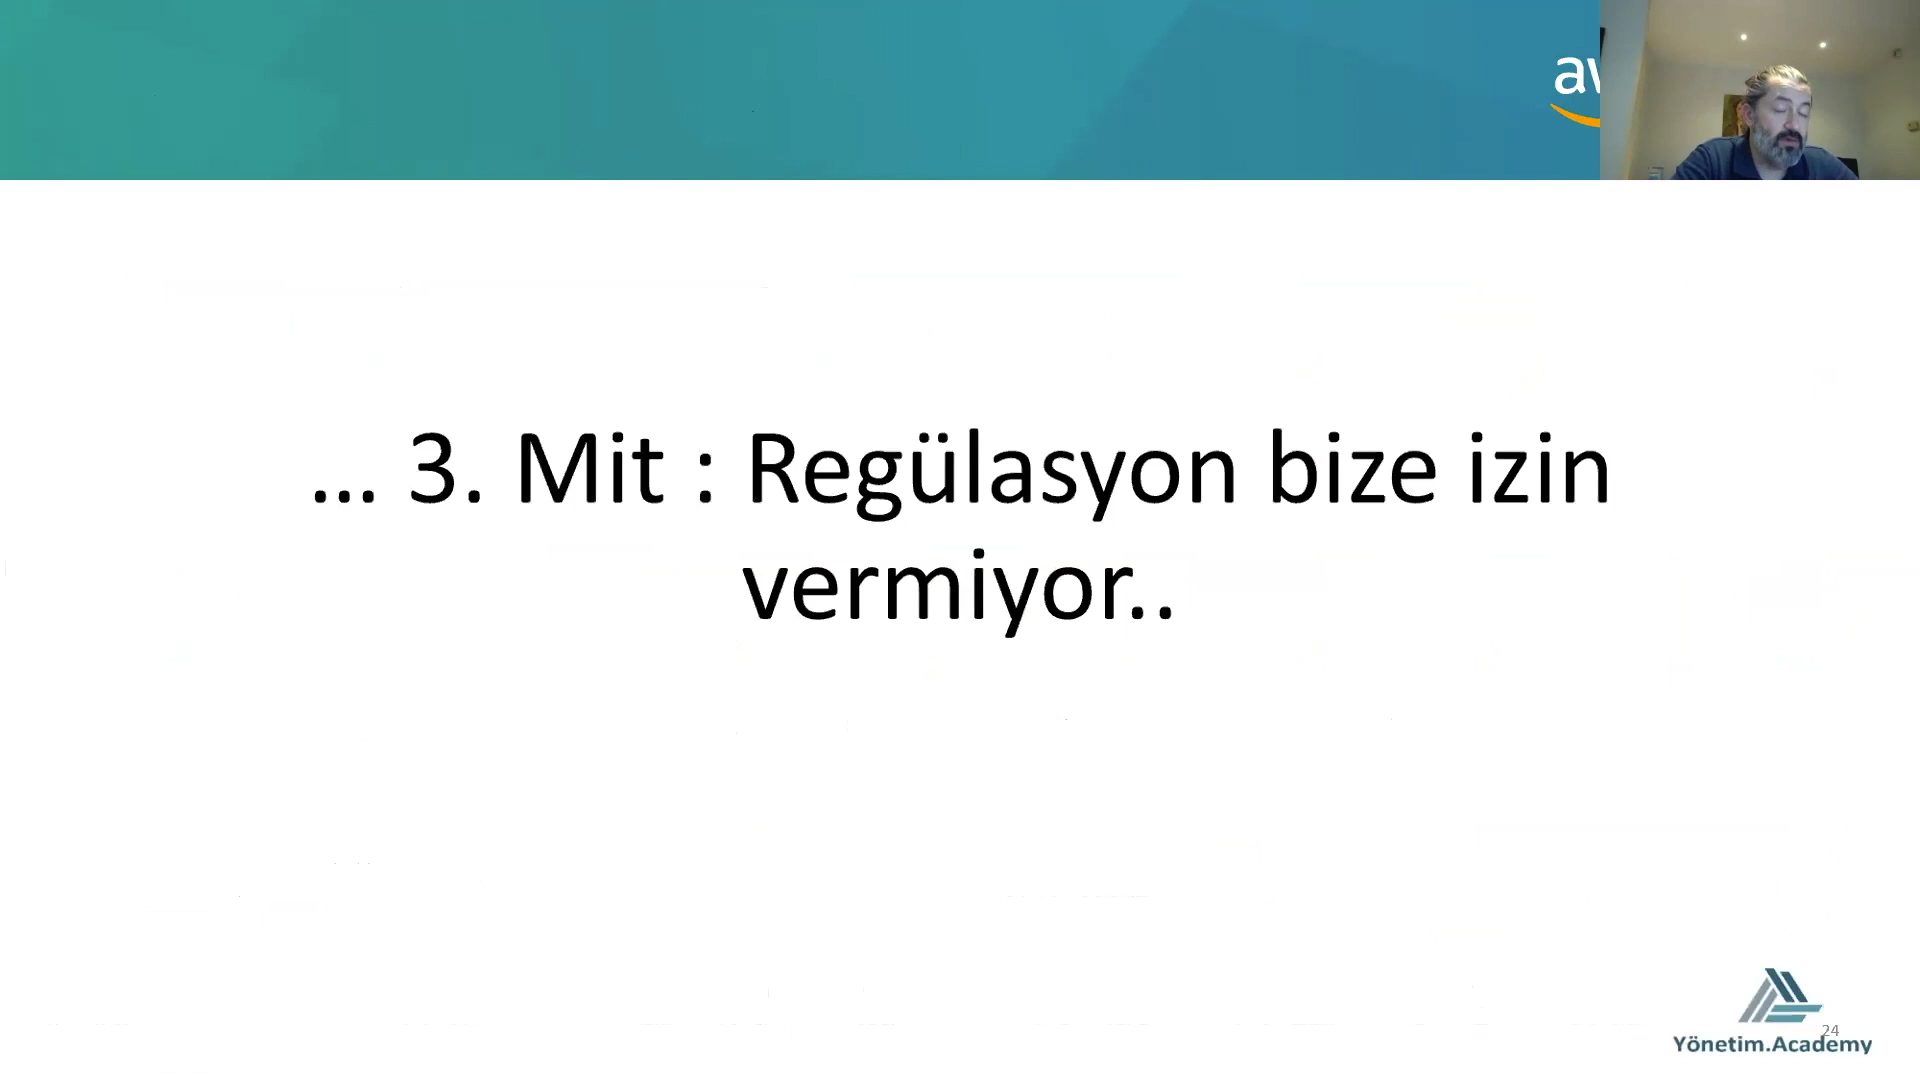 … 3. Mit : Regülasyon bize izin
vermiyor..
24
Yönetim.Academy